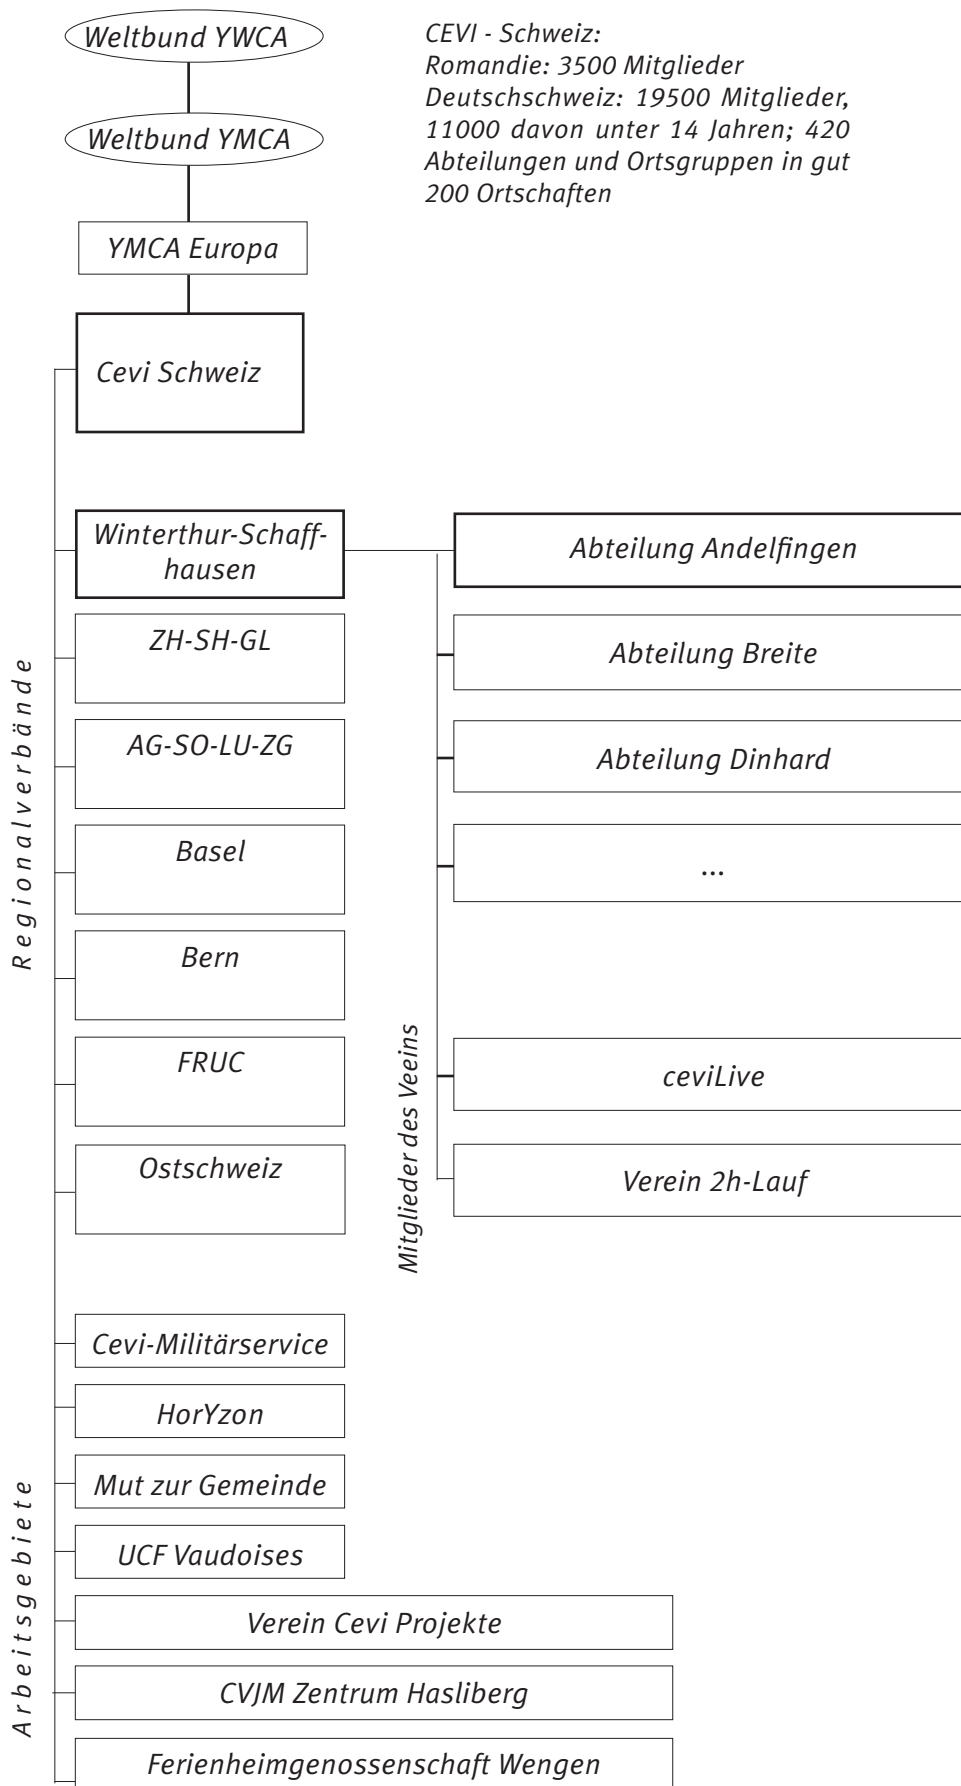 Weltbund YWCA
Weltbund YMCA
YMCA Europa
Cevi Schweiz
CEVI - Schweiz:
Romandie: 3500 Mitglieder
Deutschschweiz: 19500 Mitglieder,
11000 davon unter 14 Jahren; 420
Abteilungen und Ortsgruppen in gut
200 Ortschaften
Regionalverbände
Winterthur-Schaff-
hausen
ZH-SH-GL
AG-SO-LU-ZG
Basel
Bern
FRUC
Ostschweiz
Mitglieder des Veeins
Abteilung Andelfingen
Abteilung Breite
Abteilung Dinhard
...
ceviLive
Verein 2h-Lauf
Arbeitsgebiete
Cevi-Militärservice
HorYzon
Mut zur Gemeinde
UCF Vaudoises
Verein Cevi Projekte
CVJM Zentrum Hasliberg
Ferienheimgenossenschaft Wengen